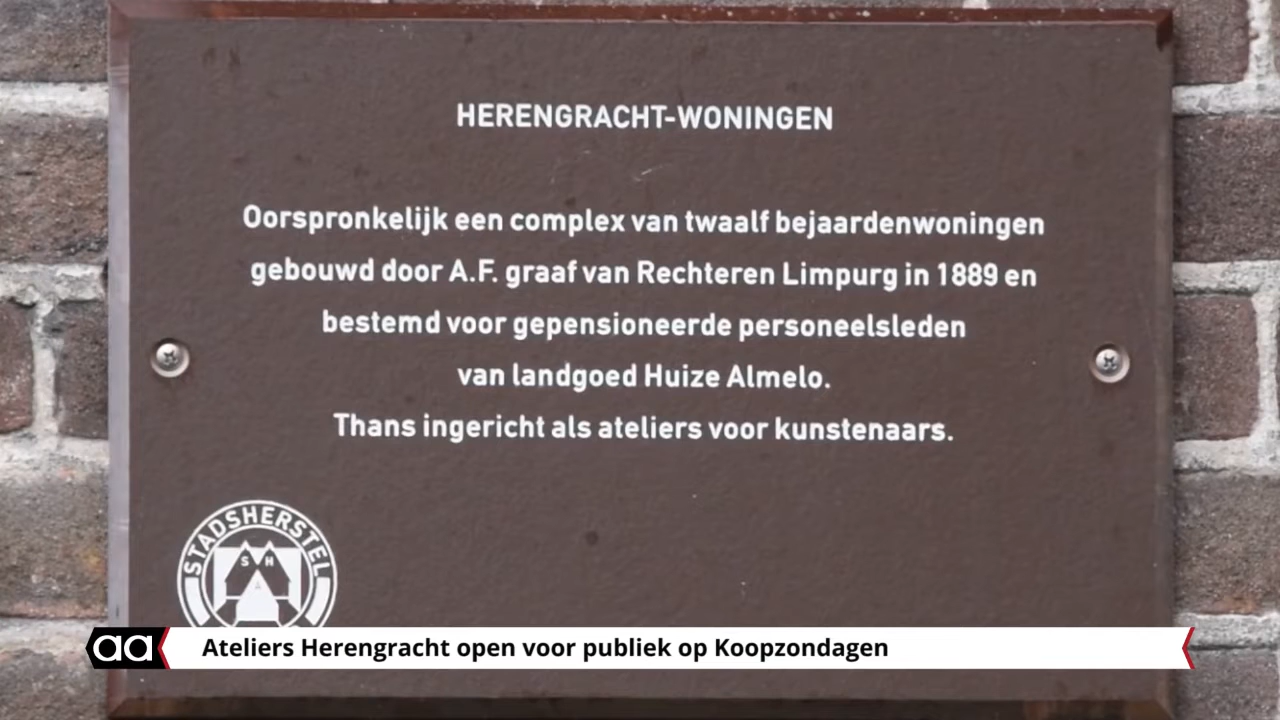 HERENGRACHT-WONINGEN
Oorspronkelijk een complex van twaalf bejaardenwoningen
gebouwd door A.F. graaf van Rechteren Limpurg in 1889 en
bestemd voor gepensioneerde personeelsleden
van landgoed Huize Almelo.
Thans ingericht als ateliers voor kunstenaars.
STADSHERSTEL
S H
A
aa
Ateliers Herengracht open voor publiek op Koopzondagen